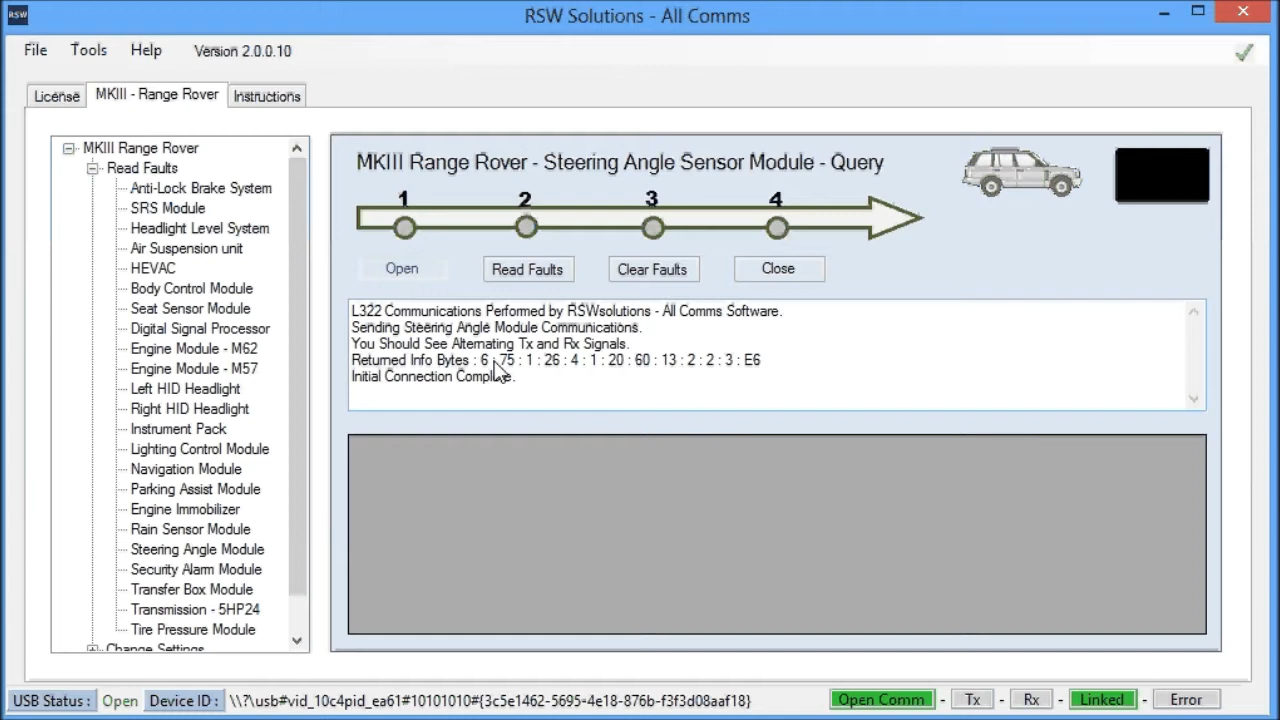 RSW
RSW Solutions - All Comms
File Tools Help Version 2.0.0.10
License MKIII - Range Rover Instructions
MKIII Range Rover
Read Faults
Anti-Lock Brake System
SRS Module
Headlight Level System
Air Suspension unit
HEVAC
Body Control Module
Seat Sensor Module
Digital Signal Processor
Engine Module - M62
Engine Module - M57
Left HID Headlight
Right HID Headlight
Instrument Pack
Lighting Control Module
Navigation Module
Parking Assist Module
Engine Immobilizer
Rain Sensor Module
Steering Angle Module
Security Alarm Module
Transfer Box Module
Transmission - 5HP24
Tire Pressure Module
Change Settings
MKIII Range Rover - Steering Angle Sensor Module - Query
1 2 3 4
Open Read Faults Clear Faults Close
L322 Communications Performed by RSWsolutions - All Comms Software.
Sending Steering Angle Module Communications.
You Should See Alternating Tx and Rx Signals.
Returned Info Bytes : 6 : 75 : 1 : 26 : 4 : 1 : 20 : 60 : 13 : 2 : 2 : 3 : E6
Initial Connection Complete.
USB Status : Open Device ID : \\?\usb#vid_10c4pid_ea61#10101010#{3c5e1462-5695-4e18-876b-f3f3d08aaf18} Open Comm - Tx - Rx - Linked - Error